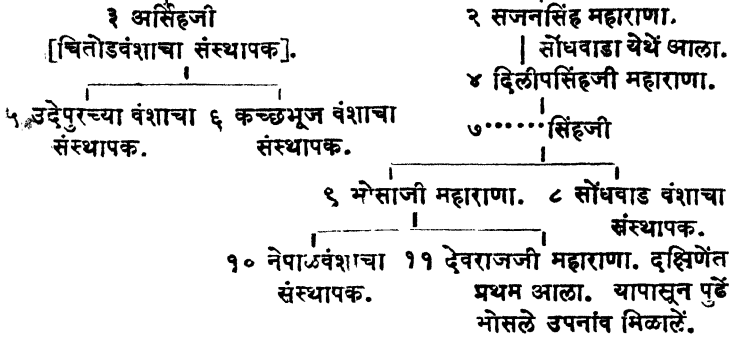 ३ अर्सिहजी
[चितोडवंशाचा संस्थापक].
५ उदेपुरच्या वंशाचा संस्थापक.
६ कच्छभूज वंशाचा संस्थापक.
२ सजनसिंह महाराणा.
सोंधवाडा येथें आला.
४ दिलीपसिंहजी महाराणा.
७......सिंहजी
९ भोसाजी महाराणा.
८ सोंधवाड वंशाचा
संस्थापक.
१० नेपाळवंशाचा
संस्थापक.
११ देवराजजी महाराणा. दक्षिणेंत
प्रथम आला. यापासून पुढें
भोसले उपनांव मिळालें.